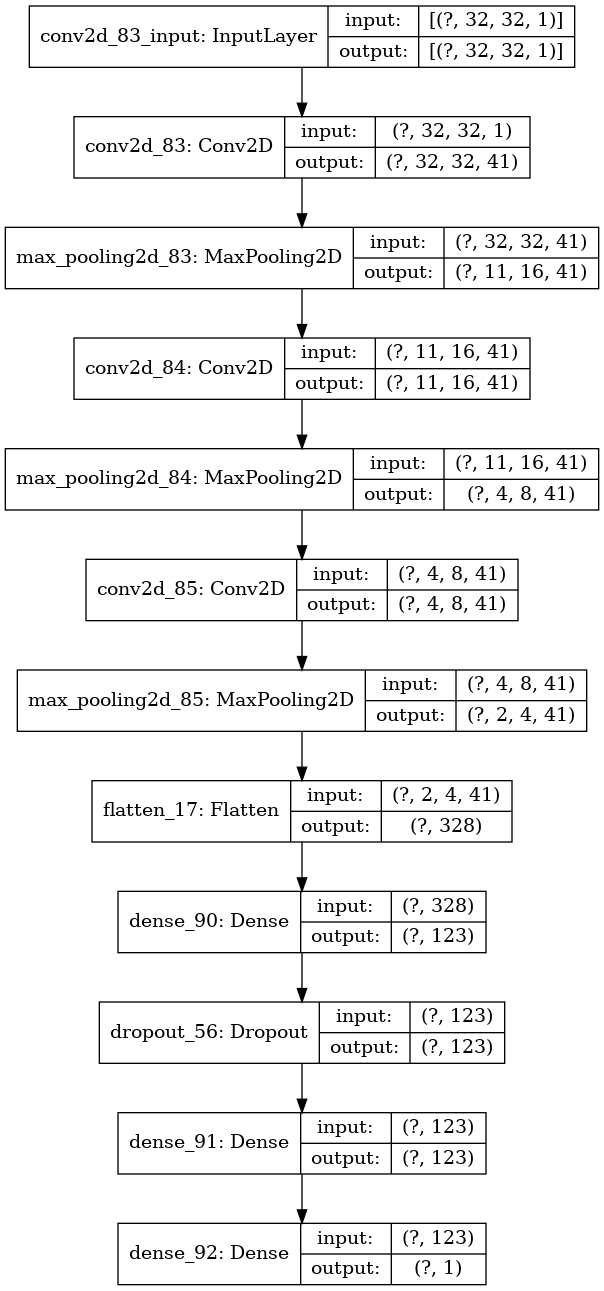 conv2d_83_input: InputLayer
input: [(?, 32, 32, 1)]
output: [(?, 32, 32, 1)]
conv2d_83: Conv2D
input: (?, 32, 32, 1)
output: (?, 32, 32, 41)
max_pooling2d_83: MaxPooling2D
input: (?, 32, 32, 41)
output: (?, 11, 16, 41)
conv2d_84: Conv2D
input: (?, 11, 16, 41)
output: (?, 11, 16, 41)
max_pooling2d_84: MaxPooling2D
input: (?, 11, 16, 41)
output: (?, 4, 8, 41)
conv2d_85: Conv2D
input: (?, 4, 8, 41)
output: (?, 4, 8, 41)
max_pooling2d_85: MaxPooling2D
input: (?, 4, 8, 41)
output: (?, 2, 4, 41)
flatten_17: Flatten
input: (?, 2, 4, 41)
output: (?, 328)
dense_90: Dense
input: (?, 328)
output: (?, 123)
dropout_56: Dropout
input: (?, 123)
output: (?, 123)
dense_91: Dense
input: (?, 123)
output: (?, 123)
dense_92: Dense
input: (?, 123)
output: (?, 1)